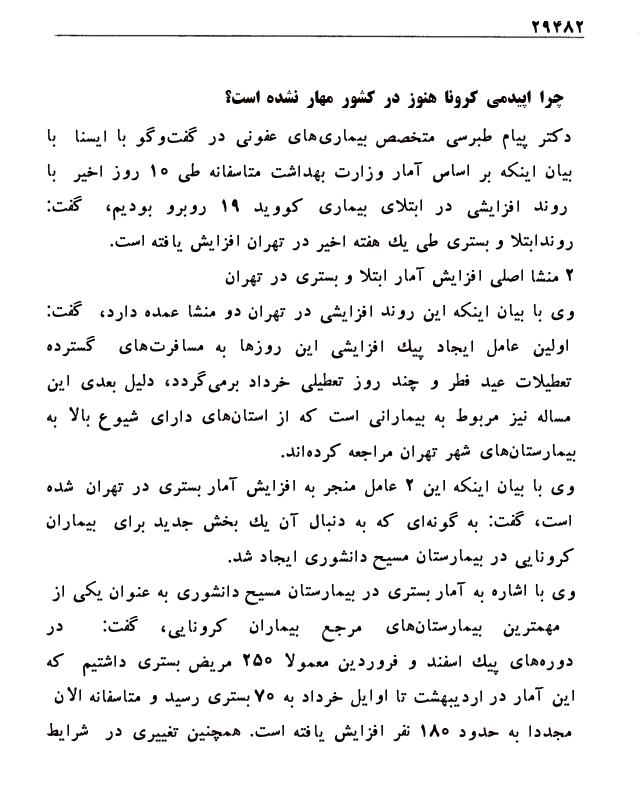 ۲۹۴۸۲
چرا اپیدمی کرونا هنوز در کشور مهار نشده است؟
دکتر پیام طبرسی متخصص بیماری‌های عفونی در گفت‌وگو با ایسنا با
بیان اینکه بر اساس آمار وزارت بهداشت متاسفانه طی ۱۰ روز اخیر با
روند افزایشی در ابتلای بیماری کووید ۱۹ روبرو بودیم، گفت:
روندابتلا و بستری طی یك هفته اخیر در تهران افزایش یافته است.
۲ منشا اصلی افزایش آمار ابتلا و بستری در تهران
وی با بیان اینکه این روند افزایشی در تهران دو منشا عمده دارد، گفت:
اولین عامل ایجاد پیك افزایشی این روزها به مسافرت‌های گسترده
تعطیلات عید فطر و چند روز تعطیلی خرداد برمی‌گردد، دلیل بعدی این
مساله نیز مربوط به بیمارانی است که از استان‌های دارای شیوع بالا به
بیمارستان‌های شهر تهران مراجعه کرده‌اند.
وی با بیان اینکه این ۲ عامل منجر به افزایش آمار بستری در تهران شده
است، گفت: به گونه‌ای که به دنبال آن یك بخش جدید برای بیماران
کرونایی در بیمارستان مسیح دانشوری ایجاد شد.
وی با اشاره به آمار بستری در بیمارستان مسیح دانشوری به عنوان یکی از
مهمترین بیمارستان‌های مرجع بیماران کرونایی، گفت: در
دوره‌های پیك اسفند و فروردین معمولا ۲۵۰ مریض بستری داشتیم که
این آمار در اردیبهشت تا اوایل خرداد به ۷۰ بستری رسید و متاسفانه الان
مجددا به حدود ۱۸۰ نفر افزایش یافته است. همچنین تغییری در شرایط